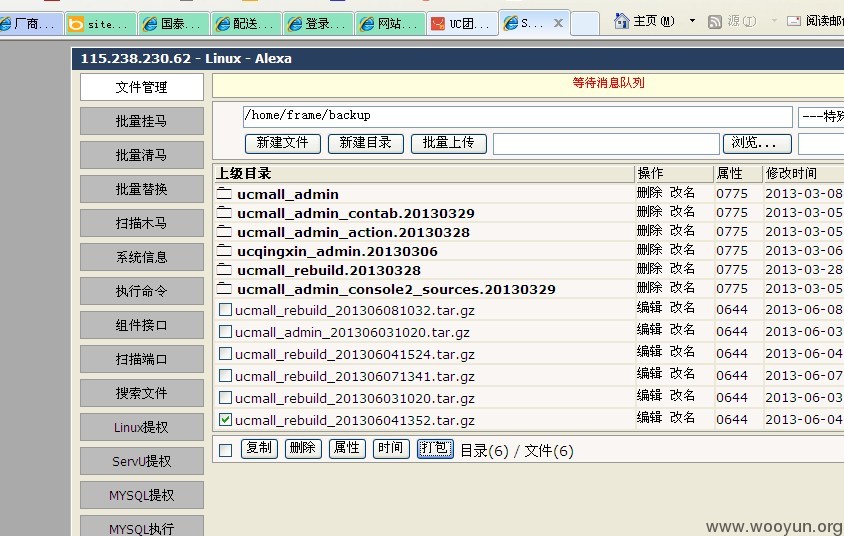 厂商... site... 国泰... 配送... 登录... 网站... UC团... S... 主页(M) 源(J) 阅读邮件
115.238.230.62 - Linux - Alexa
文件管理
批量挂马
批量清马
批量替换
扫描木马
系统信息
执行命令
组件接口
扫描端口
搜索文件
Linux提权
ServU提权
MYSQL提权
MYSQL执行
等待消息队列
/home/frame/backup ---特殊
新建文件 新建目录 批量上传 浏览...
上级目录 操作 属性 修改时间
ucmall_admin 删除 改名 0775 2013-03-08
ucmall_admin_contab.20130329 删除 改名 0775 2013-03-05
ucmall_admin_action.20130328 删除 改名 0775 2013-03-05
ucqingxin_admin.20130306 删除 改名 0775 2013-03-06
ucmall_rebuild.20130328 删除 改名 0775 2013-03-28
ucmall_admin_console2_sources.20130329 删除 改名 0775 2013-03-05
ucmall_rebuild_201306081032.tar.gz 编辑 改名 0644 2013-06-08
ucmall_admin_201306031020.tar.gz 编辑 改名 0644 2013-06-03
ucmall_rebuild_201306041524.tar.gz 编辑 改名 0644 2013-06-04
ucmall_rebuild_201306071341.tar.gz 编辑 改名 0644 2013-06-07
ucmall_rebuild_201306031020.tar.gz 编辑 改名 0644 2013-06-03
ucmall_rebuild_201306041352.tar.gz 编辑 改名 0644 2013-06-04
复制 删除 属性 时间 打包 目录(6) / 文件(6)
www.wooyun.org